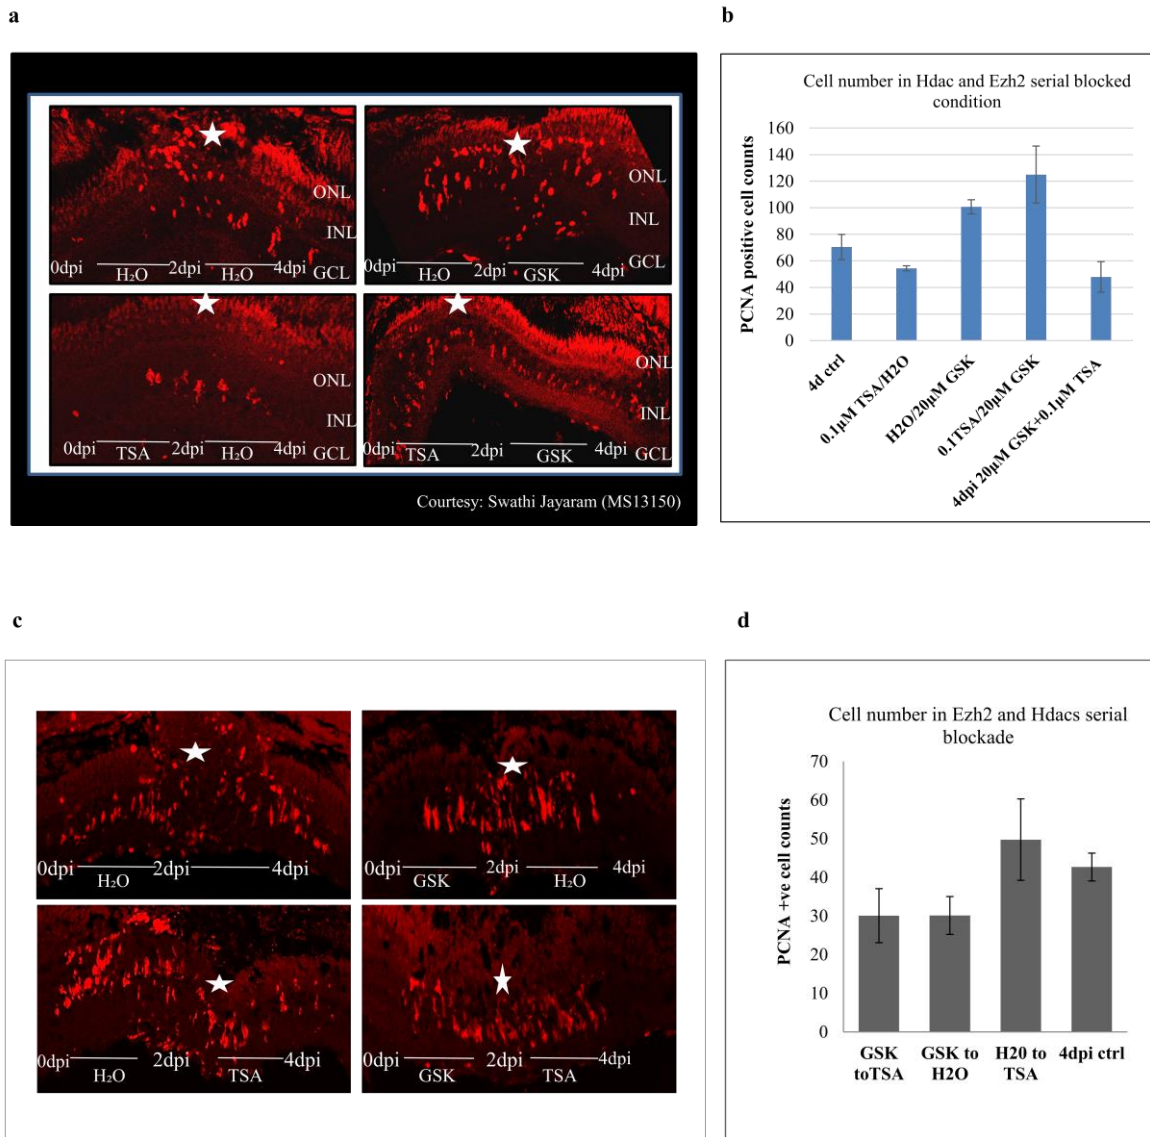 a
ONL
INL
GCL
0dpi
H₂O
2dpi
H₂O
4dpi
ONL
INL
GCL
0dpi
H₂O
2dpi
GSK
4dpi
ONL
INL
GCL
0dpi
TSA
2dpi
H₂O
4dpi
ONL
INL
GCL
0dpi
TSA
2dpi
GSK
4dpi
Courtesy: Swathi Jayaram (MS13150)
b
Cell number in Hdac and Ezh2 serial blocked
condition
PCNA positive cell counts
160
140
120
100
80
60
40
20
0
4d ctrl
0.1µM TSA/H2O
H2O/20µM GSK
0.1TSA/20µM GSK
4dpi 20µM GSK+0.1µM TSA
c
0dpi
H₂O
2dpi
4dpi
0dpi
GSK
2dpi
H₂O
4dpi
0dpi
H₂O
2dpi
TSA
4dpi
0dpi
GSK
2dpi
TSA
4dpi
d
Cell number in Ezh2 and Hdacs serial
blockade
PCNA +ve cell counts
70
60
50
40
30
20
10
0
GSK
toTSA
GSK to
H2O
H20 to
TSA
4dpi ctrl